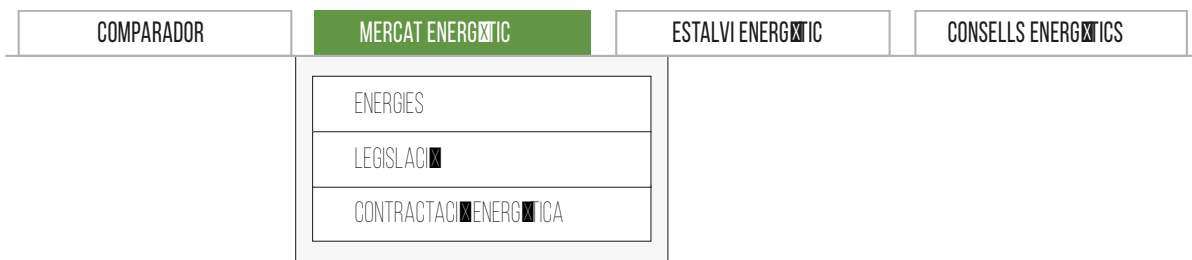 COMPARADOR
MERCAT ENERG☒TIC
ESTALVI ENERG☒TIC
CONSELLS ENERG☒TICS
ENERGIES
LEGISLACI☒
CONTRACTACI☒ ENERG☒TICA